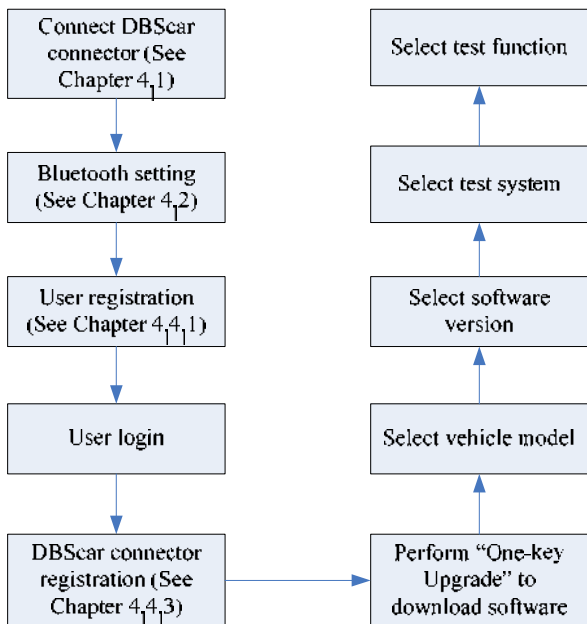 Connect DBScar
connector (See
Chapter 4.1)
Bluetooth setting
(See Chapter 4.2)
User registration
(See Chapter 4.4.1)
User login
DBScar connector
registration (See
Chapter 4.4.3)
Perform “One-key
Upgrade” to
download software
Select vehicle model
Select software
version
Select test system
Select test function